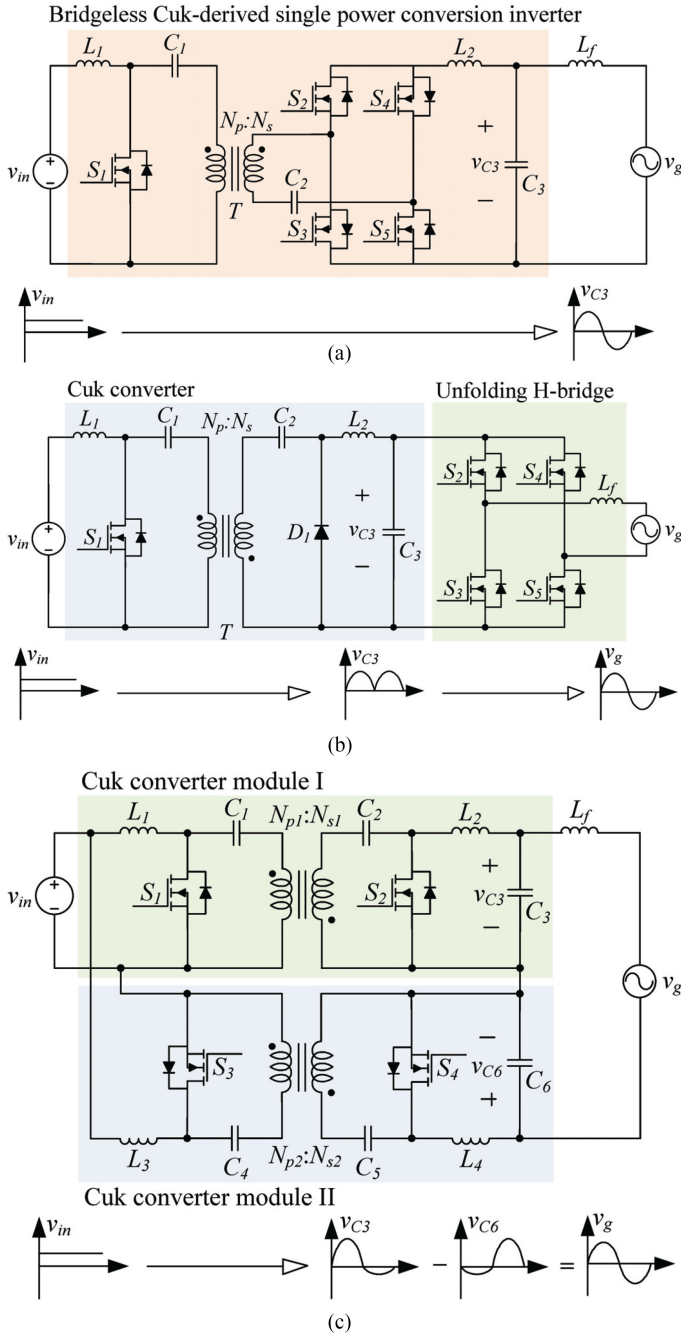 Bridgeless Cuk-derived single power conversion inverter
L1 C1 L2 Lf
S2 S4
Np:Ns
vin S1 + vC3 − C3 vg
C2
T
S3 S5
vin vC3
(a)
Cuk converter Unfolding H-bridge
L1 C1 Np:Ns C2 L2
S2 S4 Lf
vin S1 D1 + vC3 − C3 vg
S3 S5
T
vin vC3 vg
(b)
Cuk converter module I
L1 C1 Np1:Ns1 C2 L2 Lf
vin S1 S2 + vC3 − C3
vg
S3 S4 − vC6 + C6
L3 C4 Np2:Ns2 C5 L4
Cuk converter module II
vin vC3 − vC6 = vg
(c)